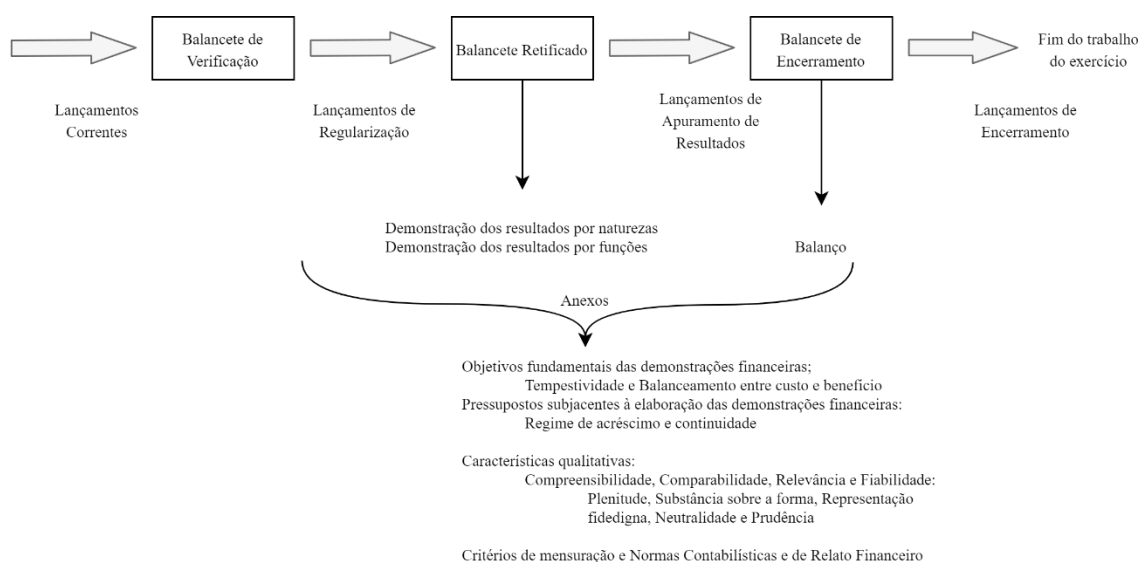 Balancete de
Verificação
Balancete Retificado
Balancete de
Encerramento
Fim do trabalho
do exercício
Lançamentos
Correntes
Lançamentos de
Regularização
Lançamentos de
Apuramento de
Resultados
Lançamentos de
Encerramento
Demonstração dos resultados por naturezas
Demonstração dos resultados por funções
Balanço
Anexos
Objetivos fundamentais das demonstrações financeiras;
Tempestividade e Balanceamento entre custo e benefício
Pressupostos subjacentes à elaboração das demonstrações financeiras:
Regime de acréscimo e continuidade
Características qualitativas:
Compreensibilidade, Comparabilidade, Relevância e Fiabilidade:
Plenitude, Substância sobre a forma, Representação
fidedigna, Neutralidade e Prudência
Critérios de mensuração e Normas Contabilísticas e de Relato Financeiro